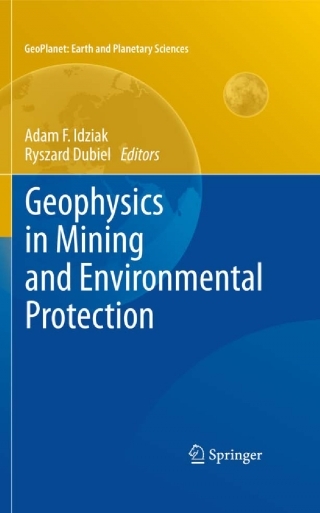 GeoPlanet: Earth and Planetary Sciences
Adam F. Idziak
Ryszard Dubiel Editors
Geophysics
in Mining
and Environmental
Protection
Springer